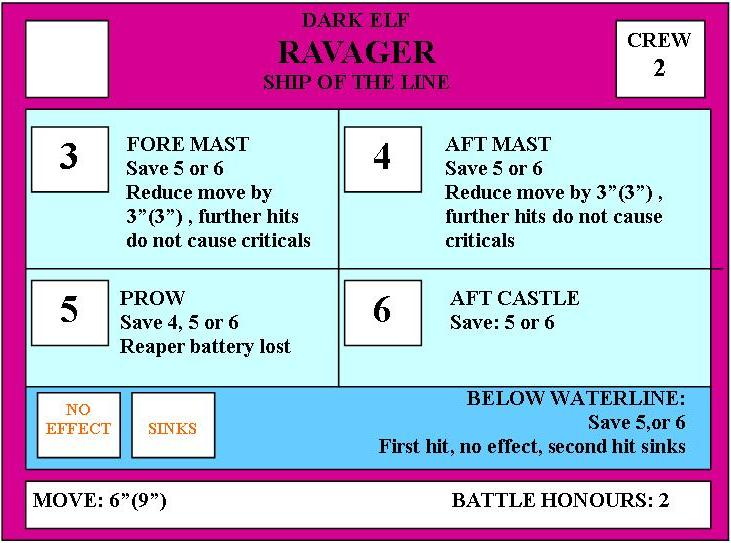 DARK ELF
RAVAGER
SHIP OF THE LINE
CREW
2
3
FORE MAST
Save 5 or 6
Reduce move by
3”(3”) , further hits
do not cause criticals
4
AFT MAST
Save 5 or 6
Reduce move by 3”(3”) ,
further hits do not cause
criticals
5
PROW
Save 4, 5 or 6
Reaper battery lost
6
AFT CASTLE
Save: 5 or 6
NO
EFFECT
SINKS
BELOW WATERLINE:
Save 5,or 6
First hit, no effect, second hit sinks
MOVE: 6”(9”)
BATTLE HONOURS: 2